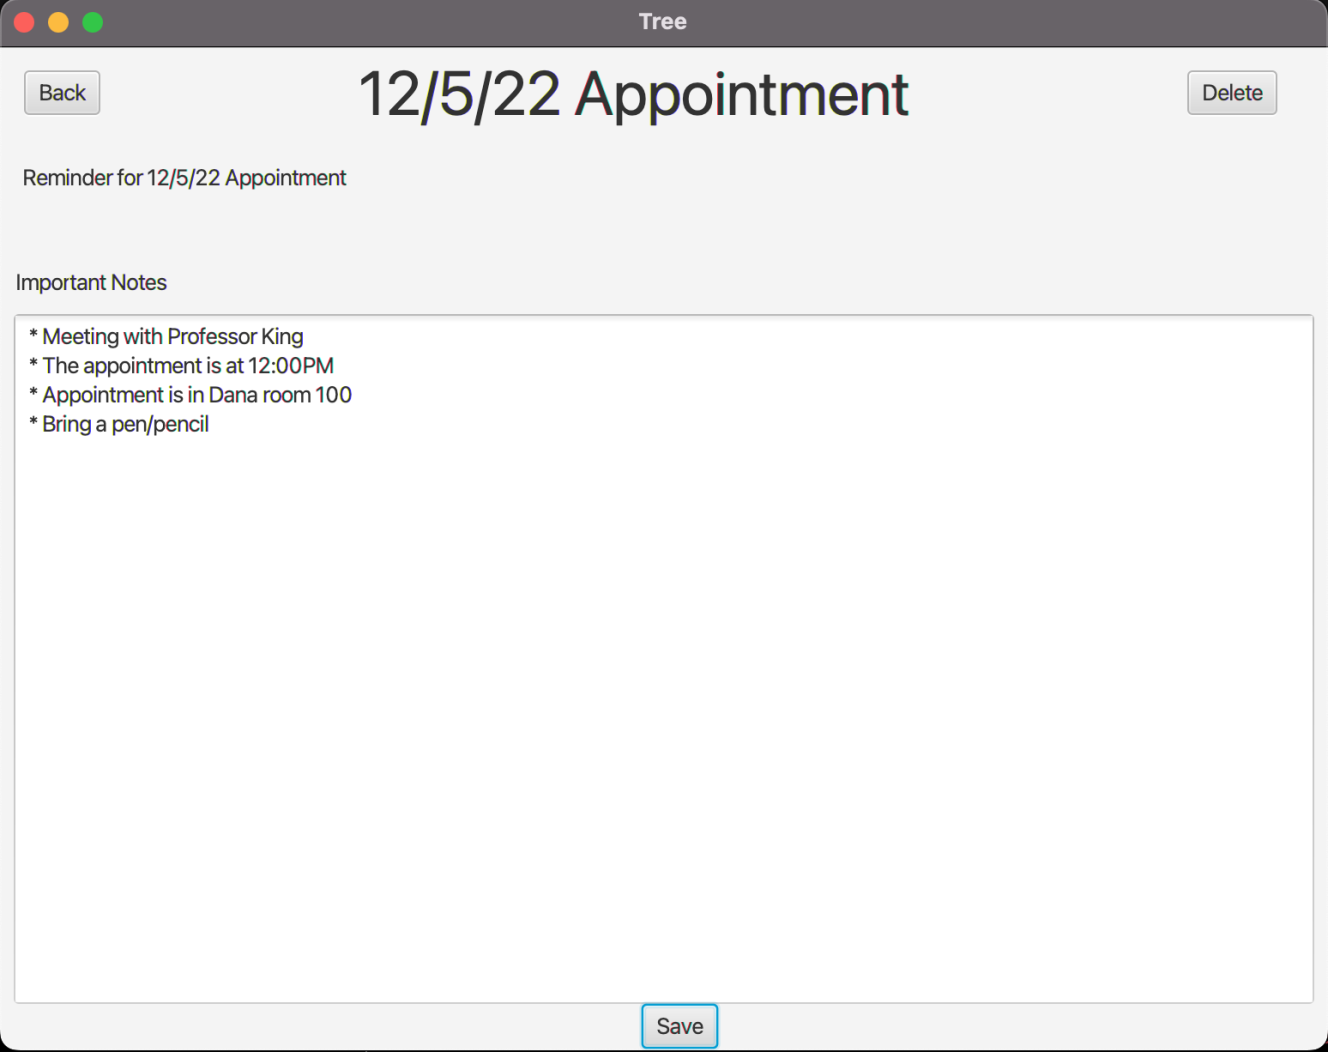 Tree
Back
12/5/22 Appointment
Delete
Reminder for 12/5/22 Appointment
Important Notes
* Meeting with Professor King
* The appointment is at 12:00PM
* Appointment is in Dana room 100
* Bring a pen/pencil
Save